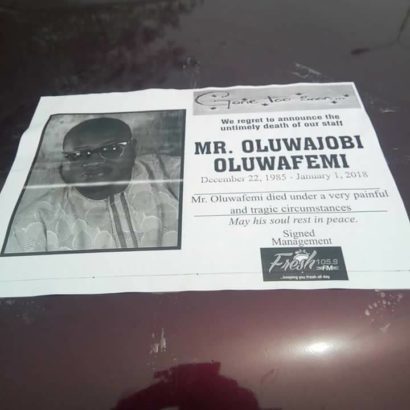 Gone too soon...
We regret to announce the
untimely death of our staff
MR. OLUWAJOBI
OLUWAFEMI
December 22, 1985 - January 1, 2018
Mr. Oluwafemi died under a very painful
and tragic circumstances
May his soul rest in peace.
Signed
Management
Fresh 105.9
FM
...keeping you fresh all day